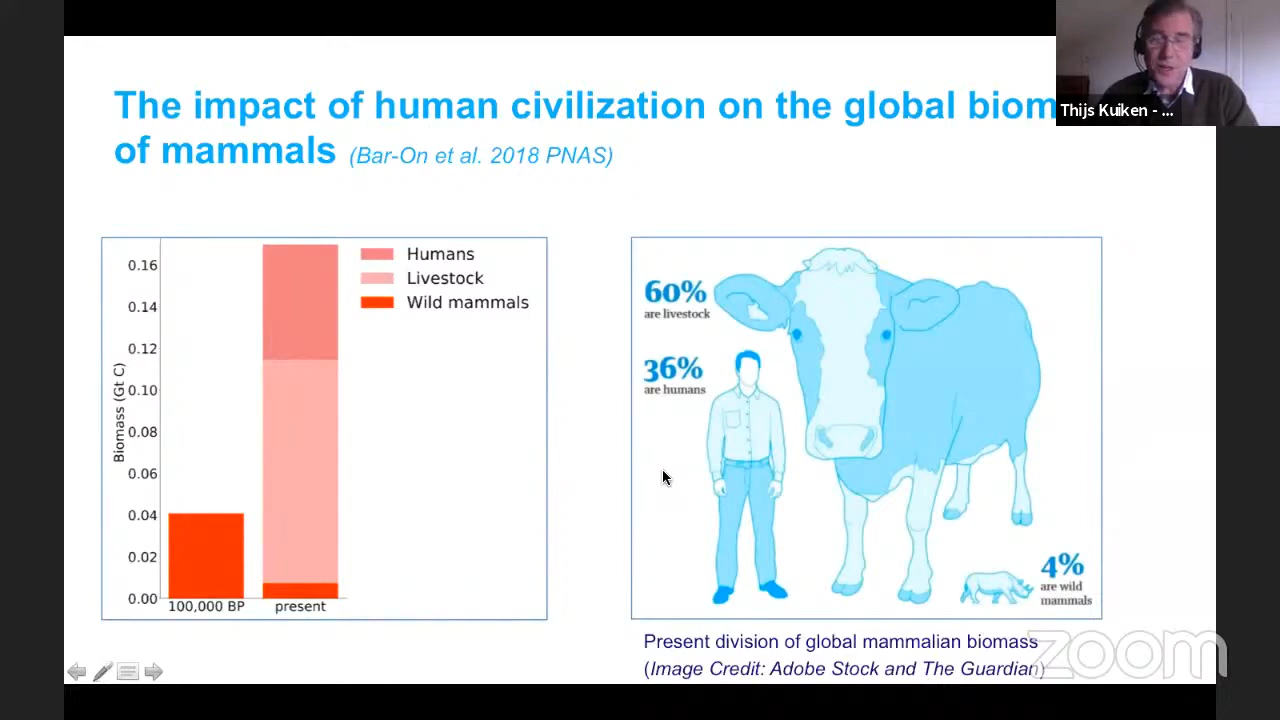 The impact of human civilization on the global biom
of mammals (Bar-On et al. 2018 PNAS)
Thijs Kuiken - ...
Humans
Livestock
Wild mammals
0.16
0.14
0.12
0.10
0.08
0.06
0.04
0.02
0.00
Biomass (Gt C)
100,000 BP
present
60%
are livestock
36%
are humans
4%
are wild
mammals
Present division of global mammalian biomass
(Image Credit: Adobe Stock and The Guardian)
zoom